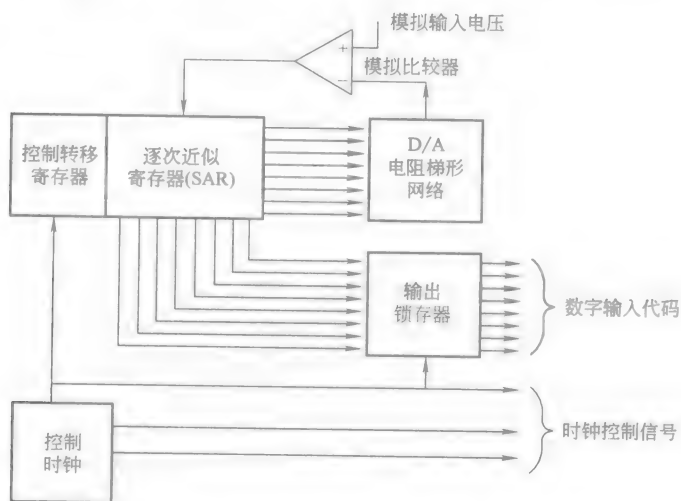 模拟输入电压
+
模拟比较器
−
控制转移
寄存器
逐次近似
寄存器(SAR)
D/A
电阻梯形
网络
输出
锁存器
数字输入代码
控制
时钟
时钟控制信号